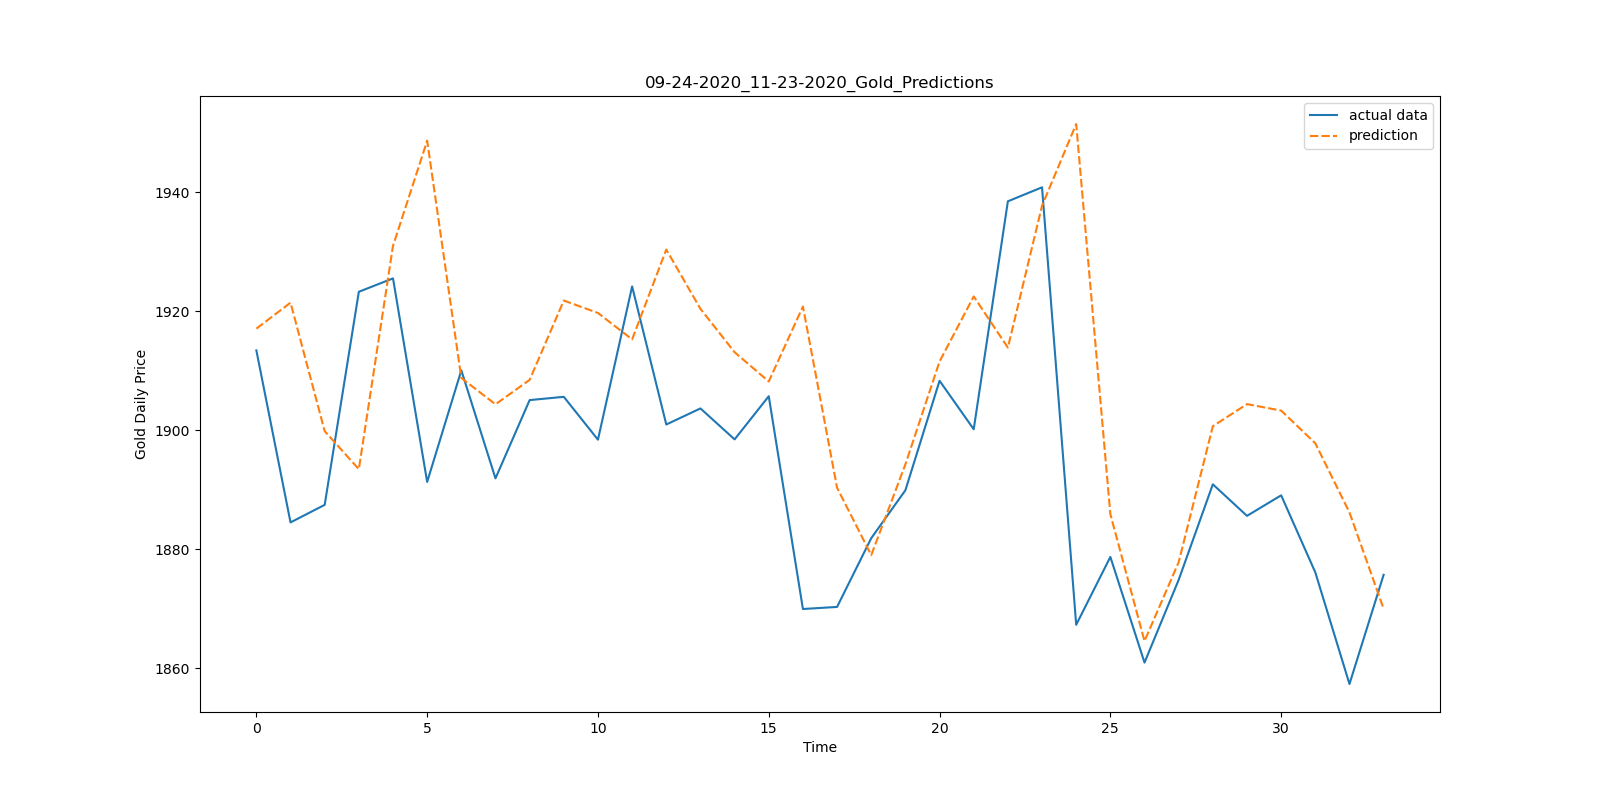 09-24-2020_11-23-2020_Gold_Predictions
actual data
prediction
Gold Daily Price
1940
1920
1900
1880
1860
0 5 10 15 20 25 30
Time